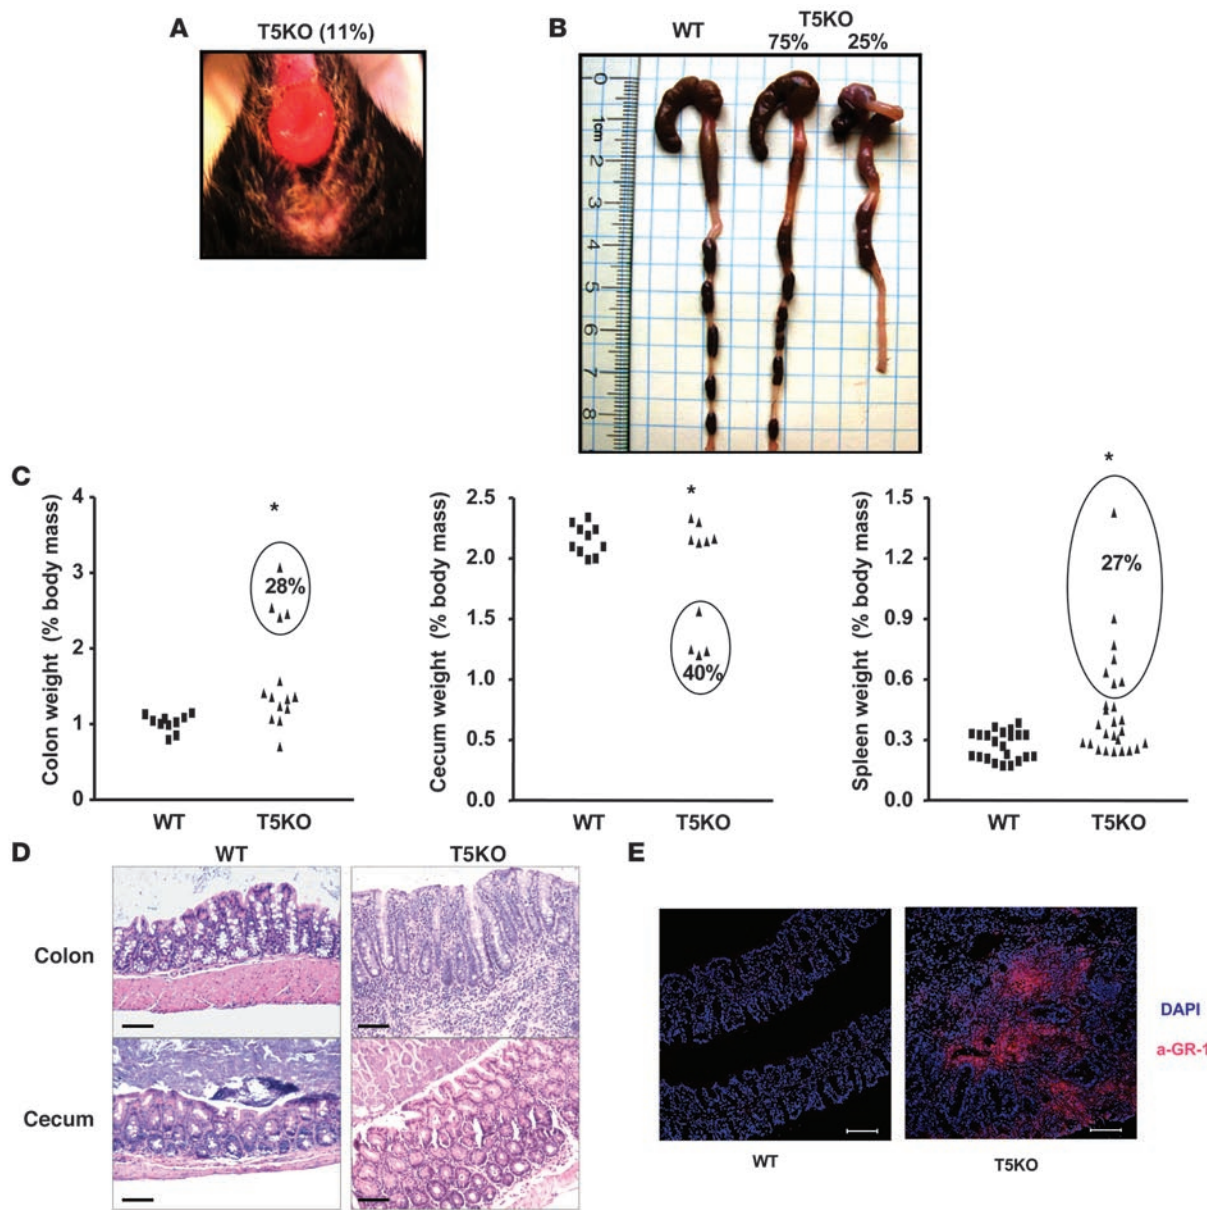 A
T5KO (11%)
B
WT
T5KO
75% 25%
0
1cm
2
3
4
5
6
7
8
C
Colon weight (% body mass)
4
3
2
1
0
*
28%
WT
T5KO
Cecum weight (% body mass)
2.5
2.0
1.5
1.0
0.5
0.0
*
40%
WT
T5KO
Spleen weight (% body mass)
1.5
1.2
0.9
0.6
0.3
0.0
*
27%
WT
T5KO
D
WT
T5KO
Colon
Cecum
E
DAPI
a-GR-1
WT
T5KO